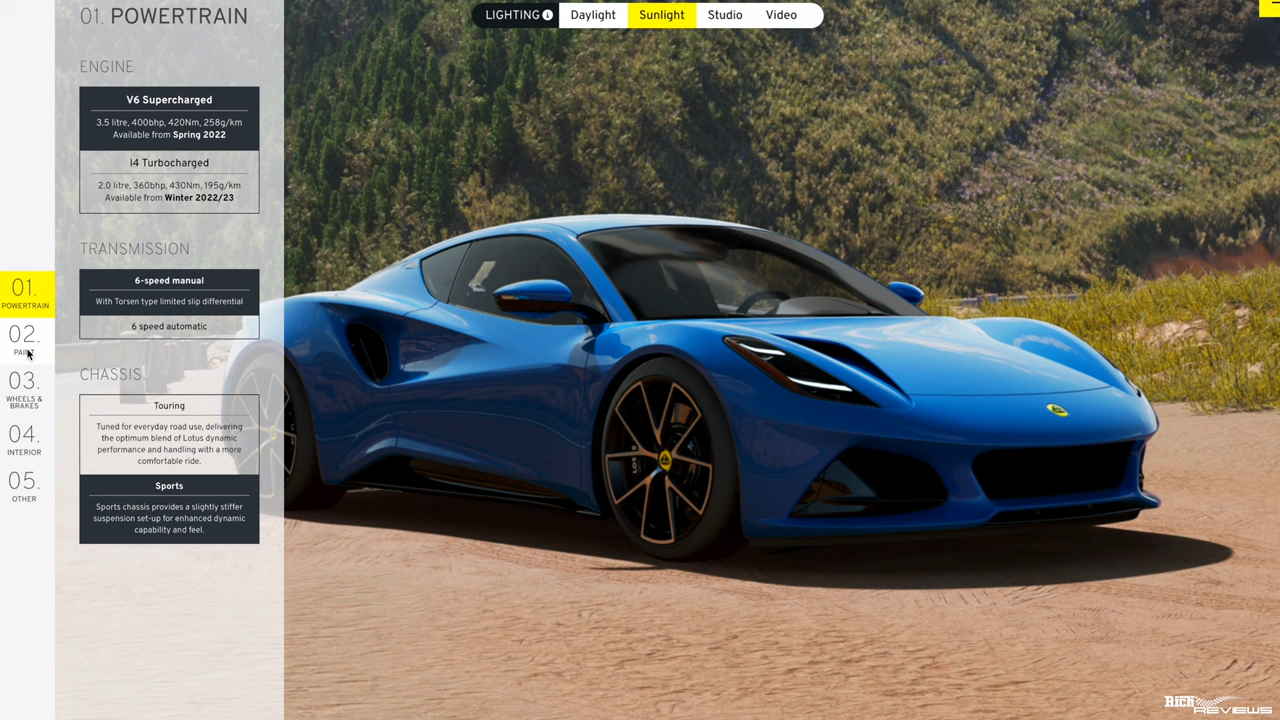 01. POWERTRAIN
LIGHTING i Daylight Sunlight Studio Video
ENGINE
V6 Supercharged
3.5 litre, 400bhp, 420Nm, 258g/km
Available from Spring 2022
I4 Turbocharged
2.0 litre, 360bhp, 430Nm, 195g/km
Available from Winter 2022/23
TRANSMISSION
6-speed manual
With Torsen type limited slip differential
6 speed automatic
CHASSIS
Touring
Tuned for everyday road use, delivering
the optimum blend of Lotus dynamic
performance and handling with a more
comfortable ride.
Sports
Sports chassis provides a slightly stiffer
suspension set-up for enhanced dynamic
capability and feel.
01.
POWERTRAIN
02.
03.
WHEELS &
BRAKES
04.
INTERIOR
05.
OTHER
LOTUS
Rich
REVIEWS